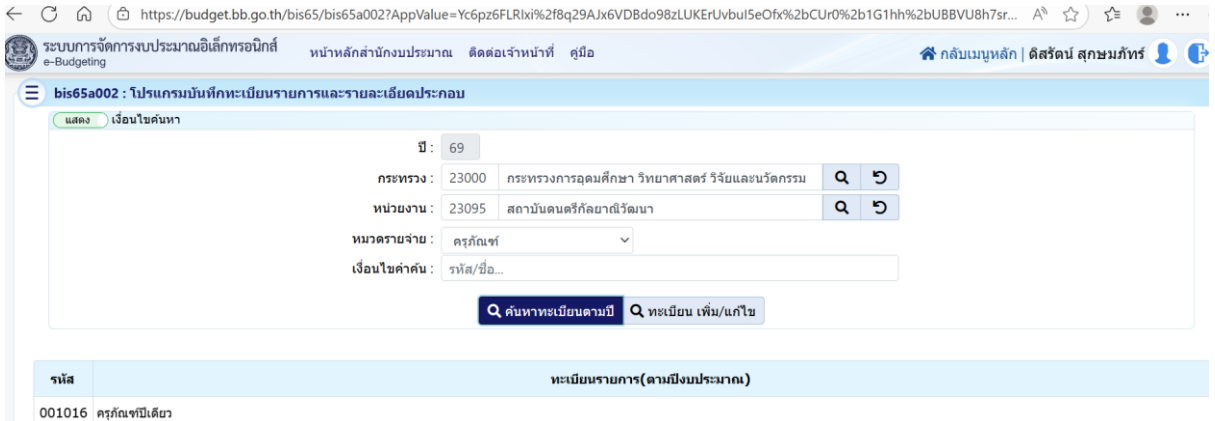 https://budget.bb.go.th/bis65/bis65a002?AppValue=Yc6pz6FLRIxi%2f8q29AJx6VDBdo98zLUKErUvbuI5eOfx%2bCUr0%2b1G1hh%2bUBBVU8h7sr...
ระบบการจัดการงบประมาณอิเล็กทรอนิกส์
e-Budgeting
หน้าหลักสำนักงบประมาณ ติดต่อเจ้าหน้าที่ คู่มือ
กลับเมนูหลัก | ดิสรัตน์ สุกษมภัทร์
bis65a002 : โปรแกรมบันทึกทะเบียนรายการและรายละเอียดประกอบ
แสดง เงื่อนไขค้นหา
ปี : 69
กระทรวง : 23000 กระทรวงการอุดมศึกษา วิทยาศาสตร์ วิจัยและนวัตกรรม
หน่วยงาน : 23095 สถาบันดนตรีกัลยาณิวัฒนา
หมวดรายจ่าย : ครุภัณฑ์
เงื่อนไขคำค้น : รหัส/ชื่อ...
ค้นหาทะเบียนตามปี ทะเบียน เพิ่ม/แก้ไข
รหัส ทะเบียนรายการ(ตามปีงบประมาณ)
001016 ครุภัณฑ์ปีเดียว